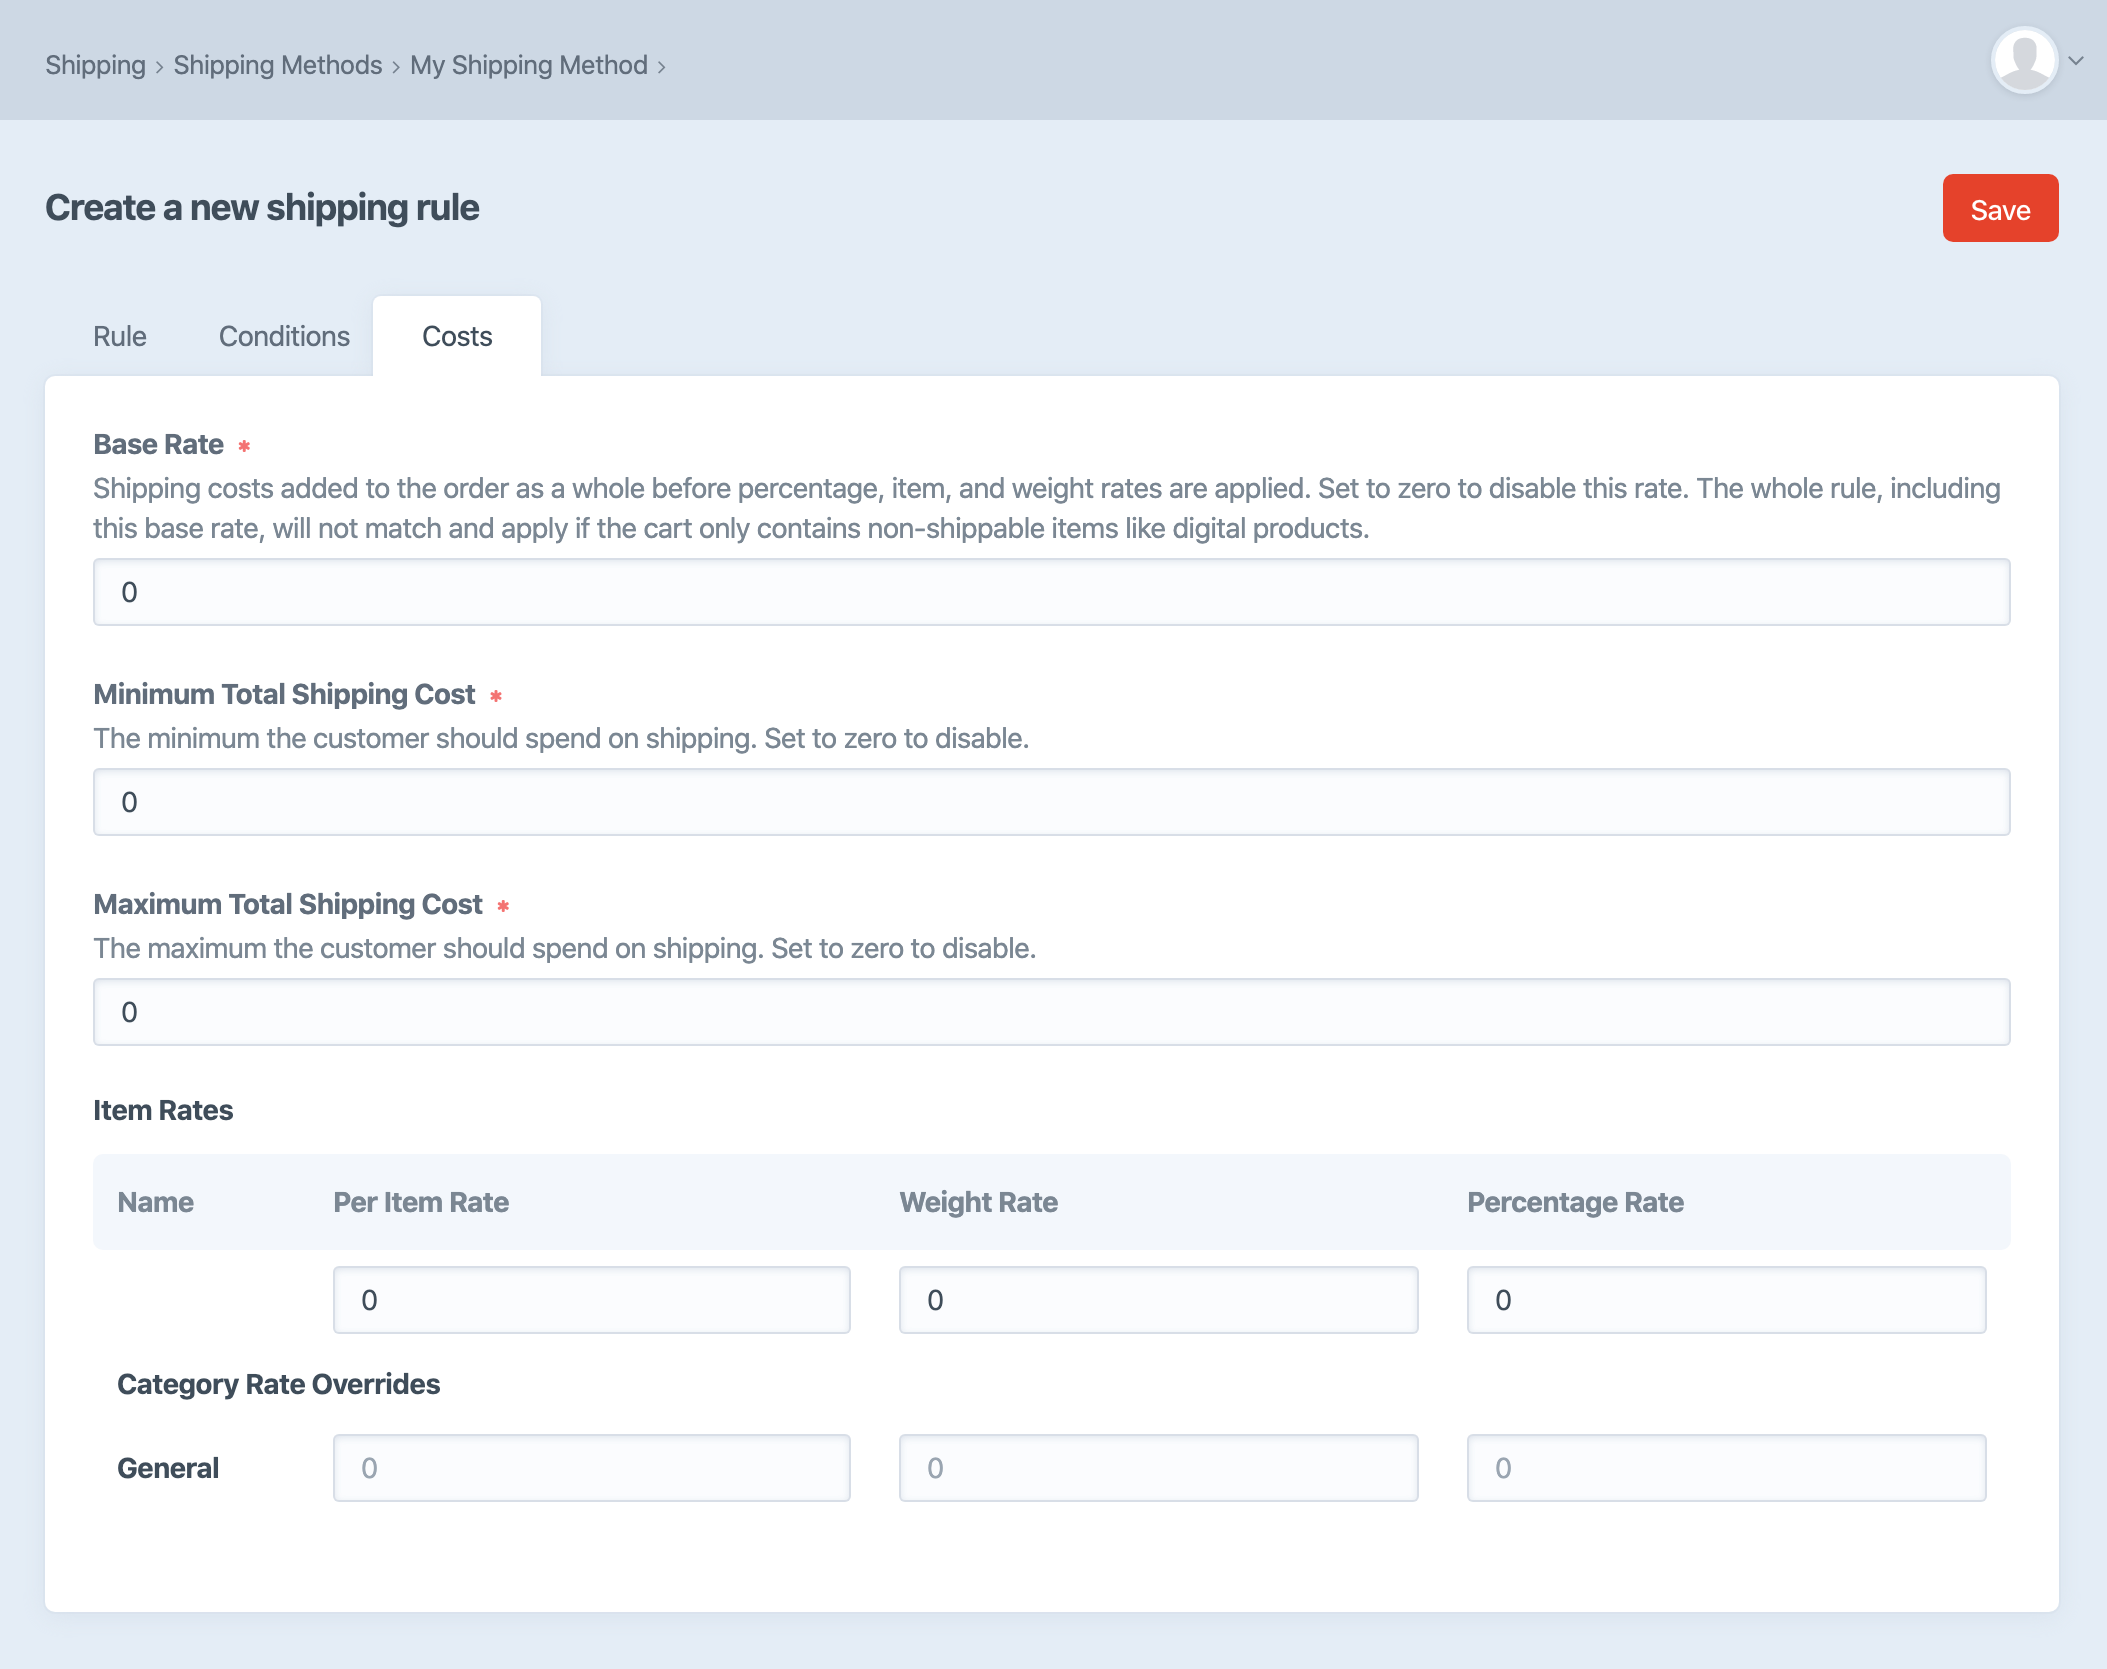 Shipping > Shipping Methods > My Shipping Method >
Create a new shipping rule
Save
Rule Conditions Costs
Base Rate *
Shipping costs added to the order as a whole before percentage, item, and weight rates are applied. Set to zero to disable this rate. The whole rule, including
this base rate, will not match and apply if the cart only contains non-shippable items like digital products.
0
Minimum Total Shipping Cost *
The minimum the customer should spend on shipping. Set to zero to disable.
0
Maximum Total Shipping Cost *
The maximum the customer should spend on shipping. Set to zero to disable.
0
Item Rates
Name Per Item Rate Weight Rate Percentage Rate
0 0 0
Category Rate Overrides
General 0 0 0